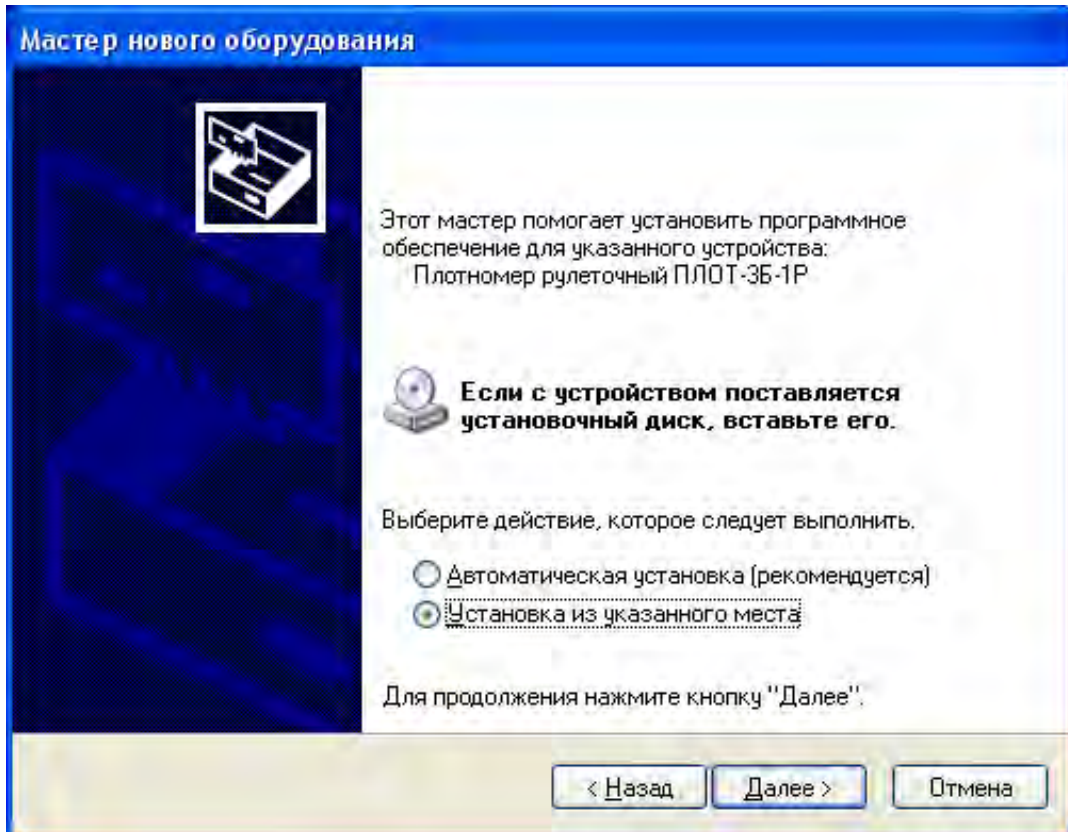 Мастер нового оборудования
Этот мастер помогает установить программное
обеспечение для указанного устройства:
Плотномер рулеточный ПЛОТ-3Б-1Р
Если с устройством поставляется
установочный диск, вставьте его.
Выберите действие, которое следует выполнить.
Автоматическая установка (рекомендуется)
Установка из указанного места
Для продолжения нажмите кнопку "Далее".
< Назад Далее > Отмена